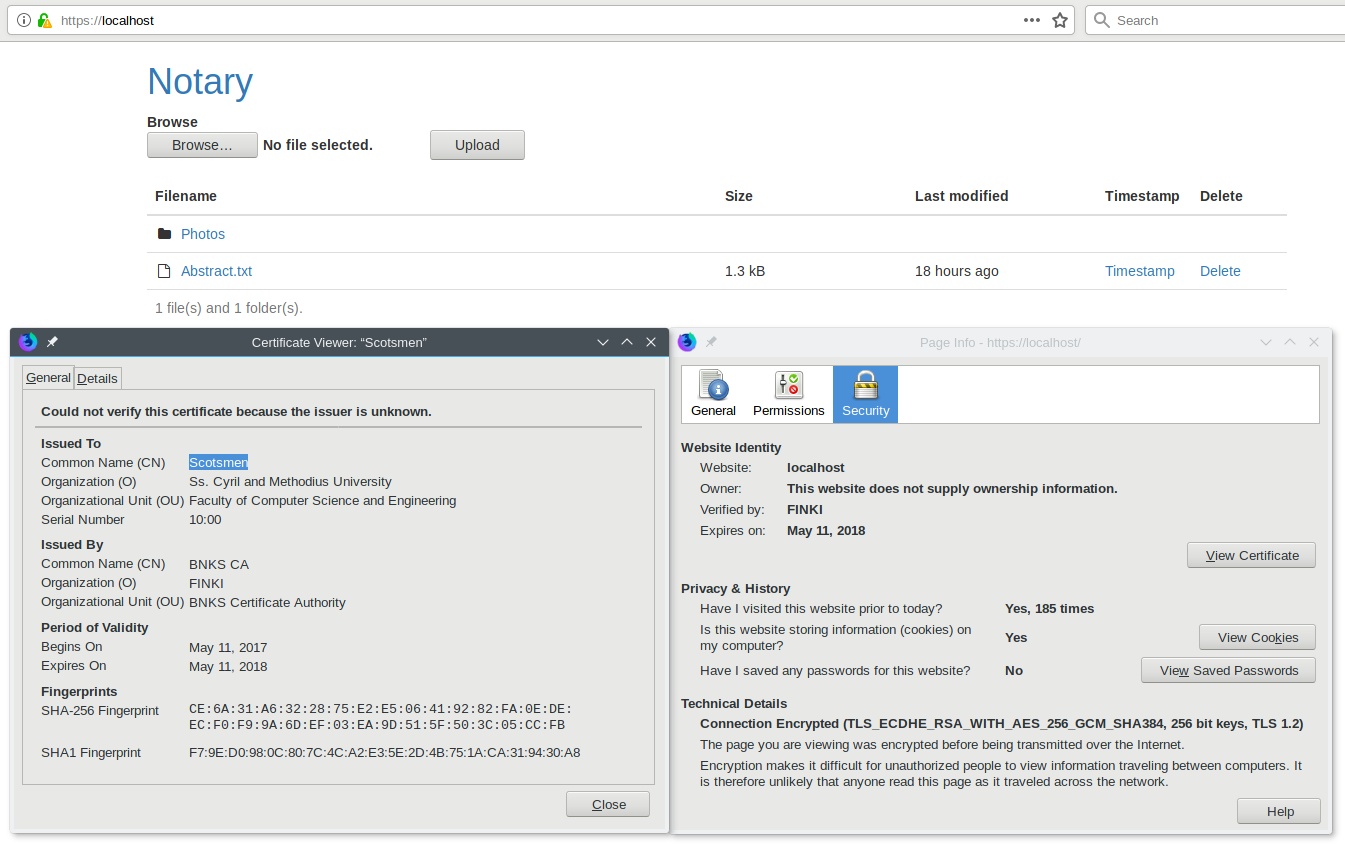 https://localhost
Search
Notary
Browse
Browse… No file selected. Upload
Filename Size Last modified Timestamp Delete
Photos
Abstract.txt 1.3 kB 18 hours ago Timestamp Delete
1 file(s) and 1 folder(s).
Certificate Viewer: “Scotsmen”
General Details
Could not verify this certificate because the issuer is unknown.
Issued To
Common Name (CN) Scotsmen
Organization (O) Ss. Cyril and Methodius University
Organizational Unit (OU) Faculty of Computer Science and Engineering
Serial Number 10:00
Issued By
Common Name (CN) BNKS CA
Organization (O) FINKI
Organizational Unit (OU) BNKS Certificate Authority
Period of Validity
Begins On May 11, 2017
Expires On May 11, 2018
Fingerprints
SHA-256 Fingerprint CE:6A:31:A6:32:28:75:E2:E5:06:41:92:82:FA:0E:DE:
EC:F0:F9:9A:6D:EF:03:EA:9D:51:5F:50:3C:05:CC:FB
SHA1 Fingerprint F7:9E:D0:98:0C:80:7C:4C:A2:E3:5E:2D:4B:75:1A:CA:31:94:30:A8
Close
Page Info - https://localhost/
General Permissions Security
Website Identity
Website: localhost
Owner: This website does not supply ownership information.
Verified by: FINKI
Expires on: May 11, 2018
View Certificate
Privacy & History
Have I visited this website prior to today? Yes, 185 times
Is this website storing information (cookies) on
my computer? Yes View Cookies
Have I saved any passwords for this website? No View Saved Passwords
Technical Details
Connection Encrypted (TLS_ECDHE_RSA_WITH_AES_256_GCM_SHA384, 256 bit keys, TLS 1.2)
The page you are viewing was encrypted before being transmitted over the Internet.
Encryption makes it difficult for unauthorized people to view information traveling between computers. It
is therefore unlikely that anyone read this page as it traveled across the network.
Help